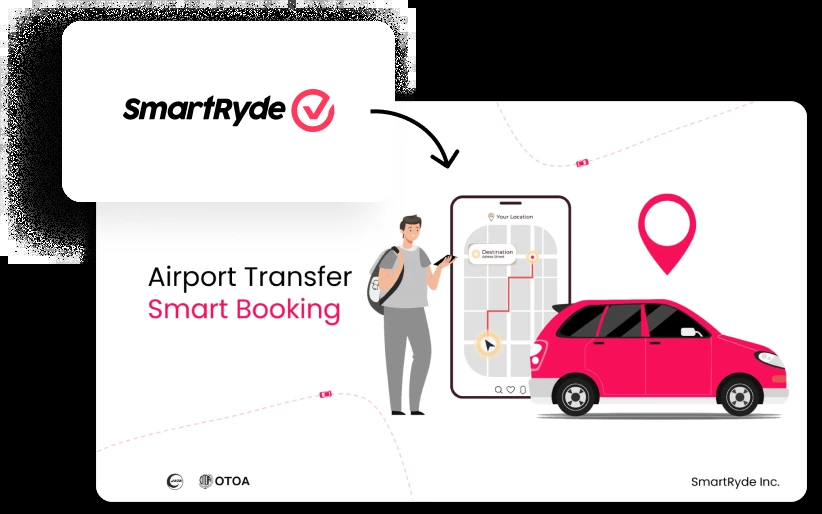 SmartRyde
Your Location
Destination
Airport Transfer
Smart Booking
OTOA
SmartRyde Inc.